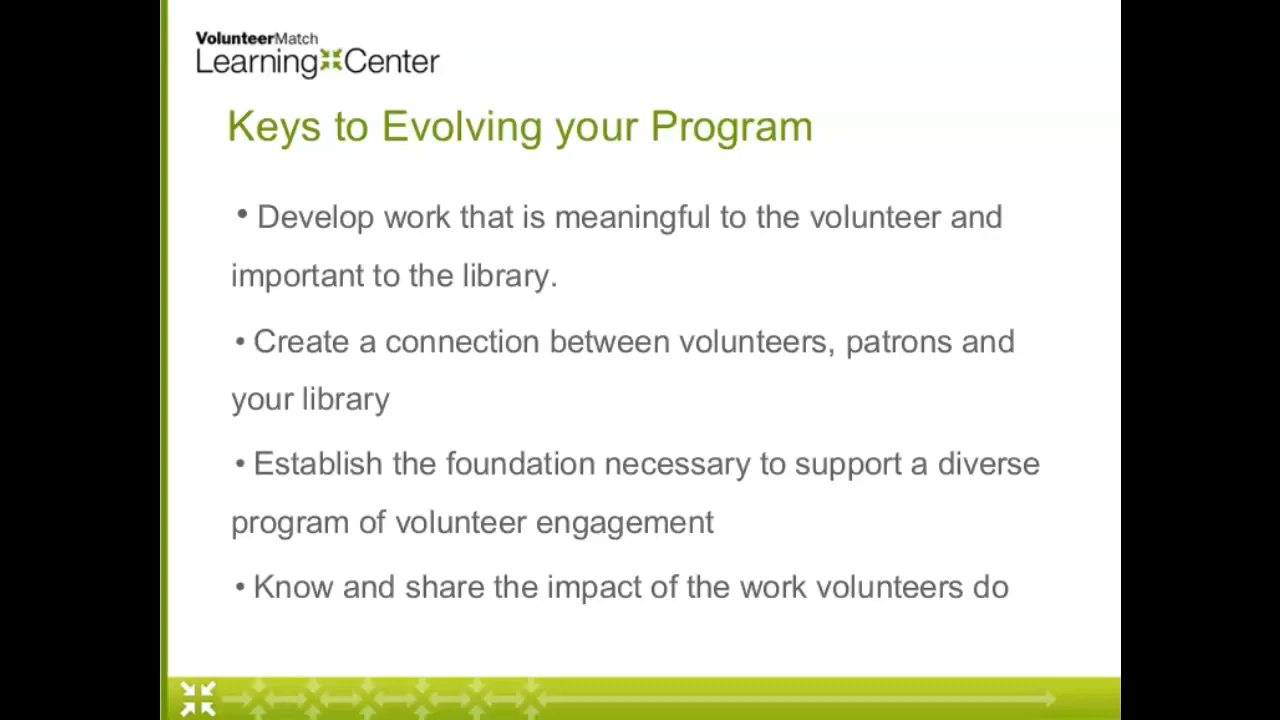 VolunteerMatch
Learning Center
Keys to Evolving your Program
• Develop work that is meaningful to the volunteer and
important to the library.
• Create a connection between volunteers, patrons and
your library
• Establish the foundation necessary to support a diverse
program of volunteer engagement
• Know and share the impact of the work volunteers do